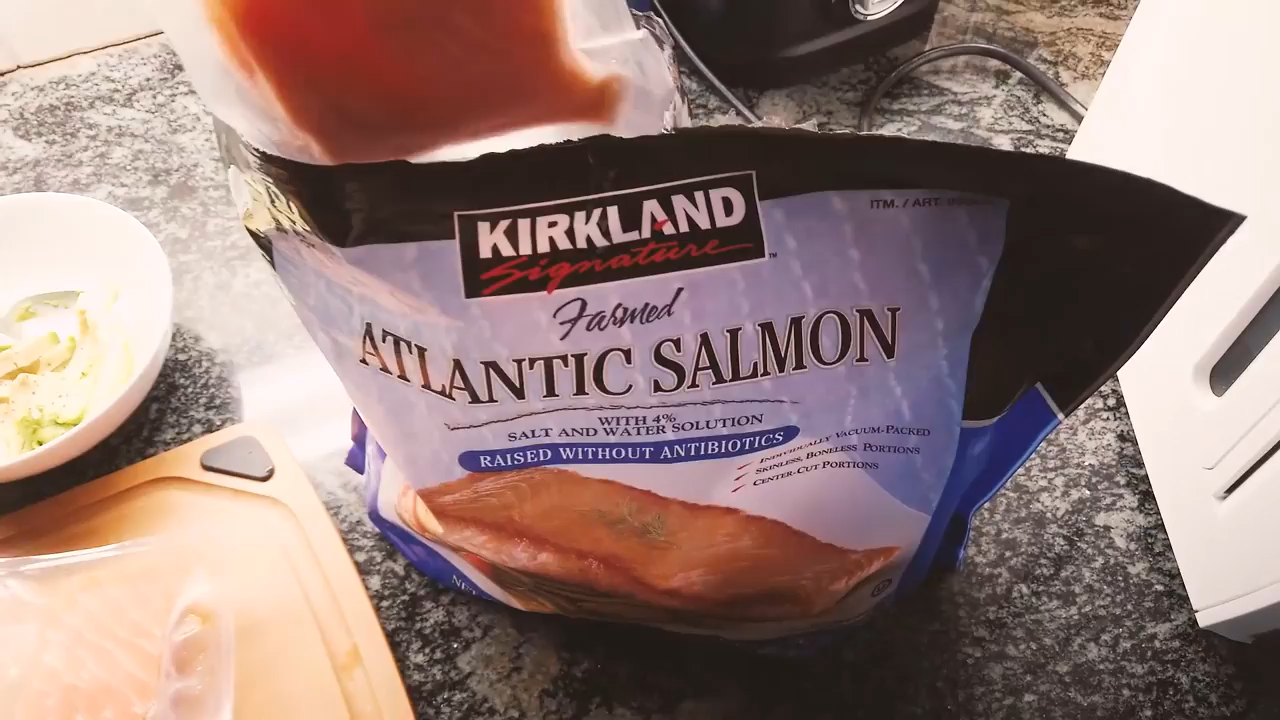 KIRKLAND
Signature™
ITM. / ART.
Farmed
ATLANTIC SALMON
WITH 4%
SALT AND WATER SOLUTION
RAISED WITHOUT ANTIBIOTICS
INDIVIDUALLY VACUUM-PACKED
SKINLESS, BONELESS PORTIONS
CENTER-CUT PORTIONS